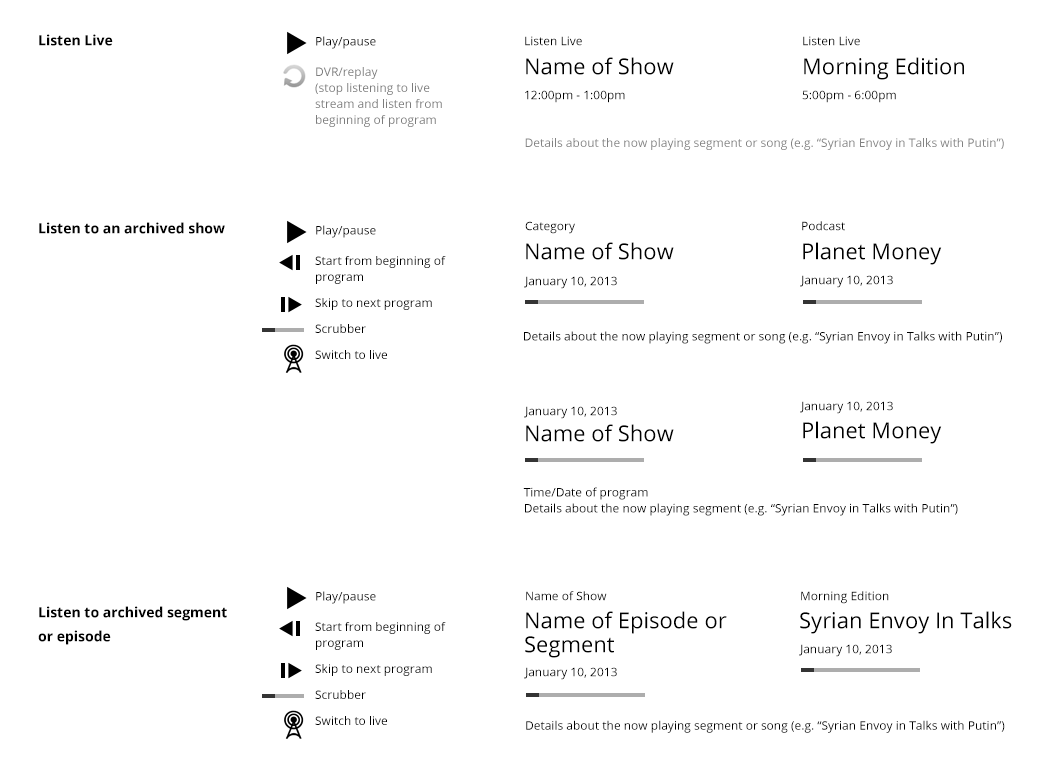 Listen Live
Play/pause
DVR/replay
(stop listening to live
stream and listen from
beginning of program
Listen Live
Name of Show
12:00pm - 1:00pm
Listen Live
Morning Edition
5:00pm - 6:00pm
Details about the now playing segment or song (e.g. “Syrian Envoy in Talks with Putin”)
Listen to an archived show
Play/pause
Start from beginning of
program
Skip to next program
Scrubber
Switch to live
Category
Name of Show
January 10, 2013
Podcast
Planet Money
January 10, 2013
Details about the now playing segment or song (e.g. “Syrian Envoy in Talks with Putin”)
January 10, 2013
Name of Show
January 10, 2013
Planet Money
Time/Date of program
Details about the now playing segment (e.g. “Syrian Envoy in Talks with Putin”)
Listen to archived segment
or episode
Play/pause
Start from beginning of
program
Skip to next program
Scrubber
Switch to live
Name of Show
Name of Episode or
Segment
January 10, 2013
Morning Edition
Syrian Envoy In Talks
January 10, 2013
Details about the now playing segment or song (e.g. “Syrian Envoy in Talks with Putin”)